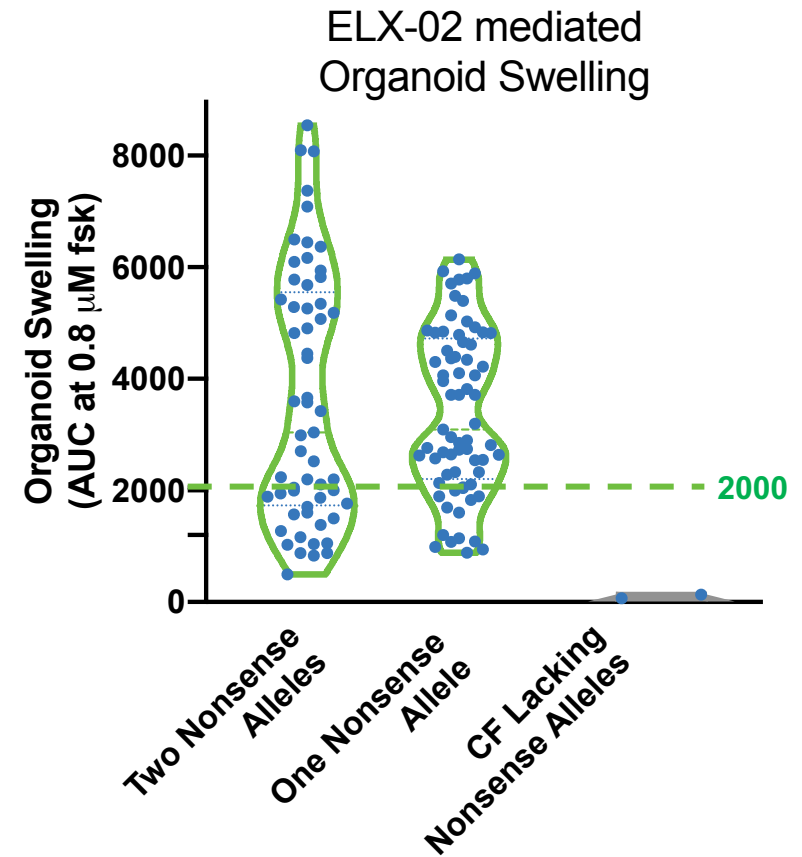 ELX-02 mediated
Organoid Swelling
Organoid Swelling
(AUC at 0.8 μM fsk)
8000
6000
4000
2000
0
2000
Two Nonsense
Alleles
One Nonsense
Allele
CF Lacking
Nonsense Alleles